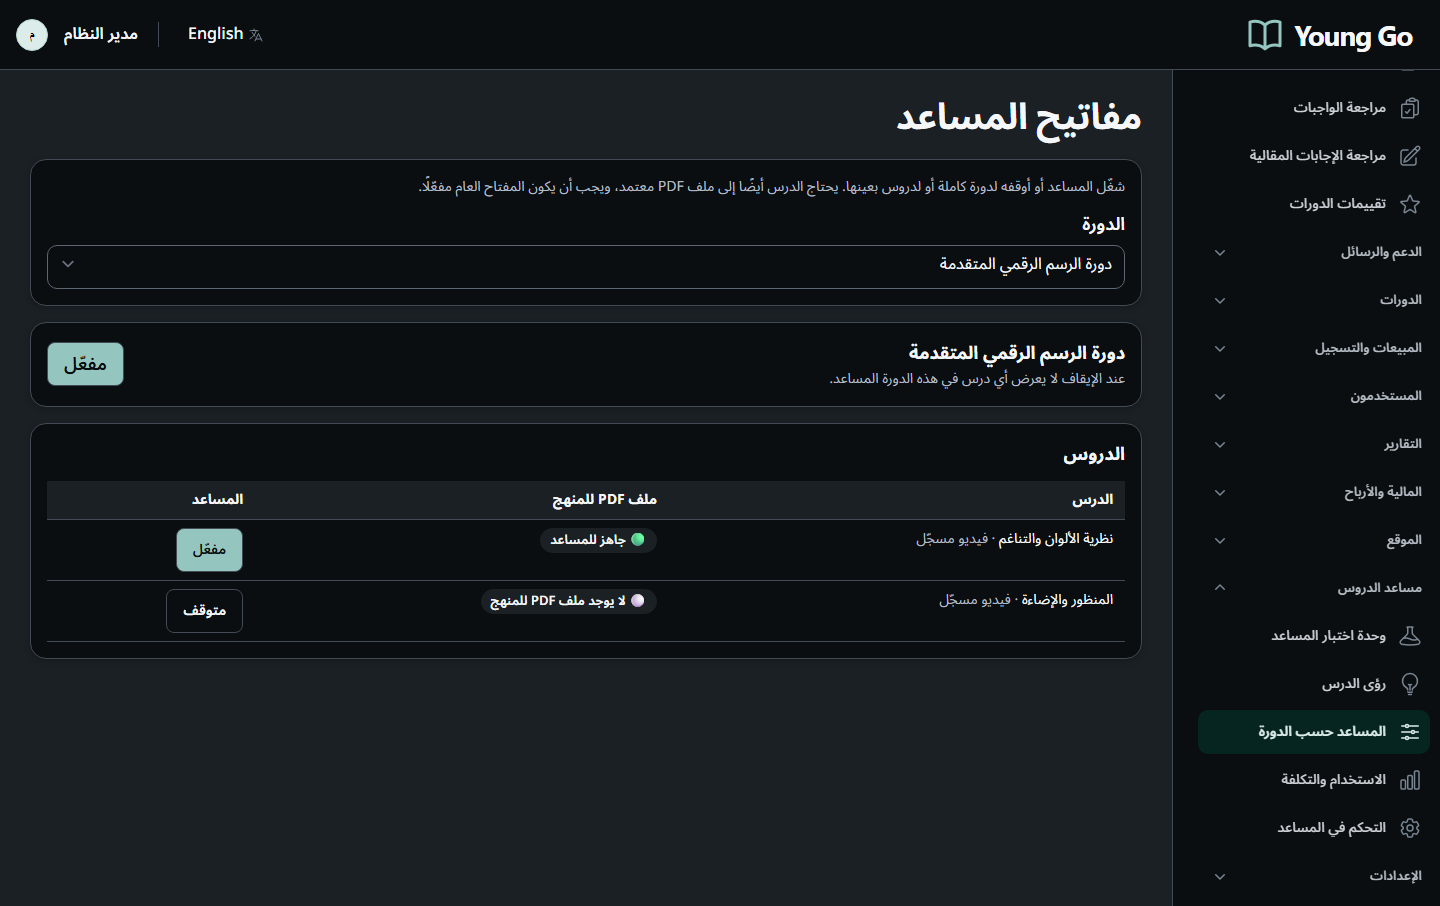 Young Go
English
مدير النظام
م
مراجعة الواجبات
مراجعة الإجابات المقالية
تقييمات الدورات
الدعم والرسائل
الدورات
المبيعات والتسجيل
المستخدمون
التقارير
المالية والأرباح
الموقع
مساعد الدروس
وحدة اختبار المساعد
رؤى الدرس
المساعد حسب الدورة
الاستخدام والتكلفة
التحكم في المساعد
الإعدادات
مفاتيح المساعد
شغّل المساعد أو أوقفه لدورة كاملة أو لدروس بعينها. يحتاج الدرس أيضًا إلى ملف PDF معتمد، ويجب أن يكون المفتاح العام مفعّلًا.
الدورة
دورة الرسم الرقمي المتقدمة
دورة الرسم الرقمي المتقدمة
مفعّل
عند الإيقاف لا يعرض أي درس في هذه الدورة المساعد.
الدروس
الدرس ملف PDF للمنهج المساعد
نظرية الألوان والتناغم · فيديو مسجّل جاهز للمساعد مفعّل
المنظور والإضاءة · فيديو مسجّل لا يوجد ملف PDF للمنهج متوقف